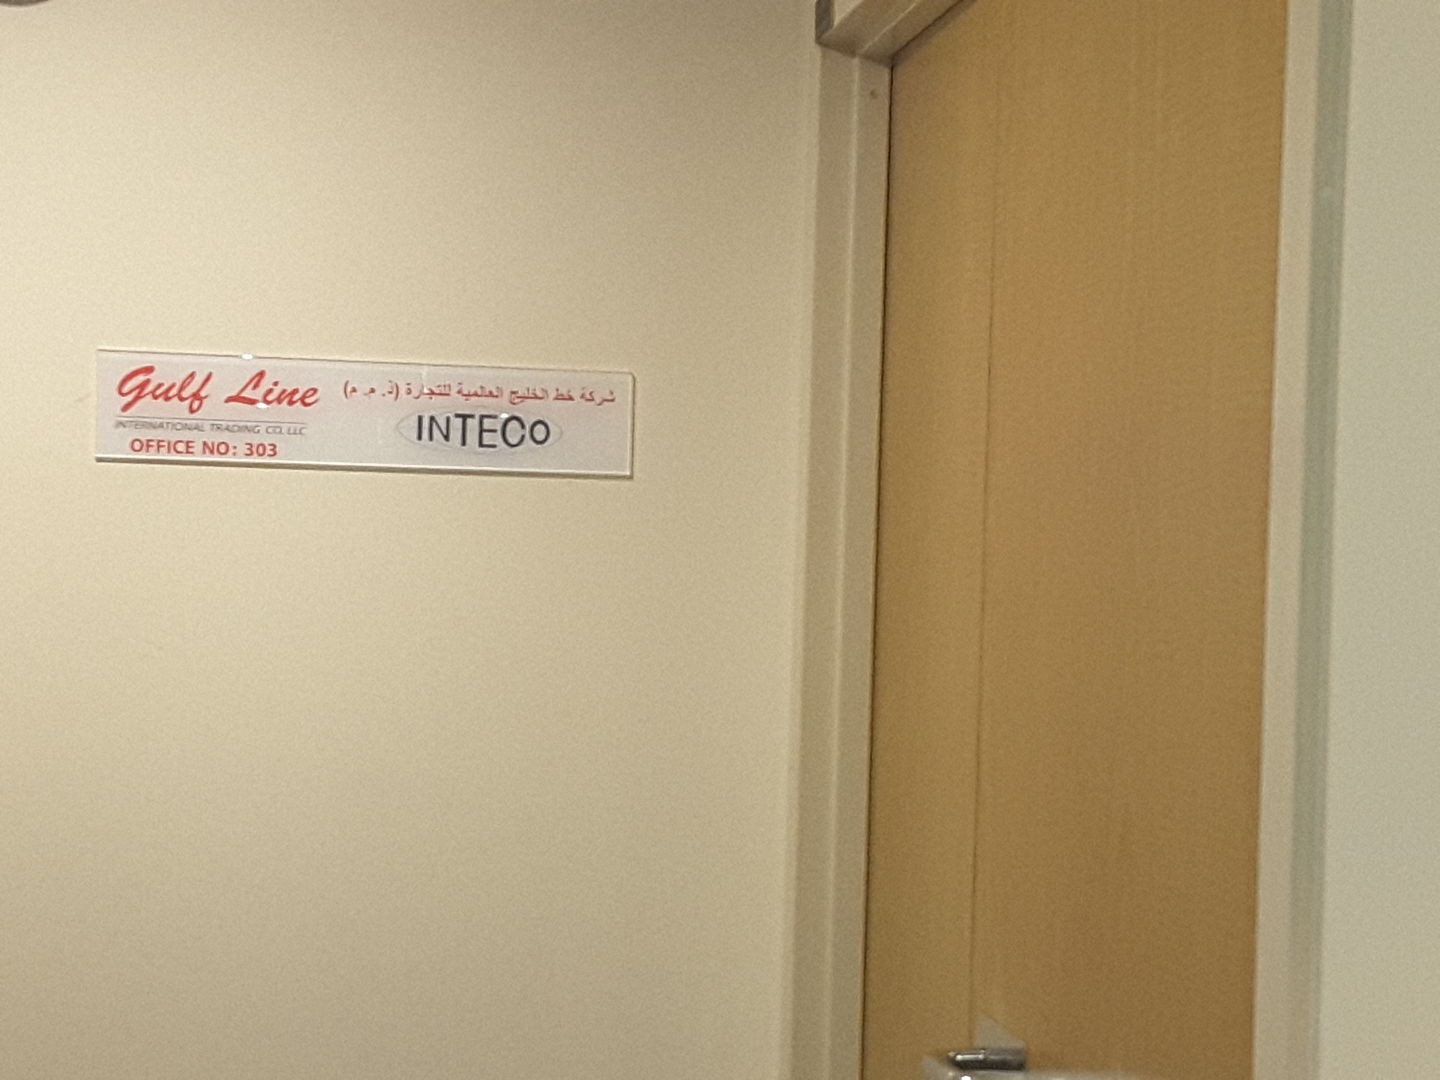 Gulf Line
INTERNATIONAL TRADING CO. LLC
OFFICE NO: 303
شركة خط الخليج العالمية للتجارة (ذ. م. م)
INTECO